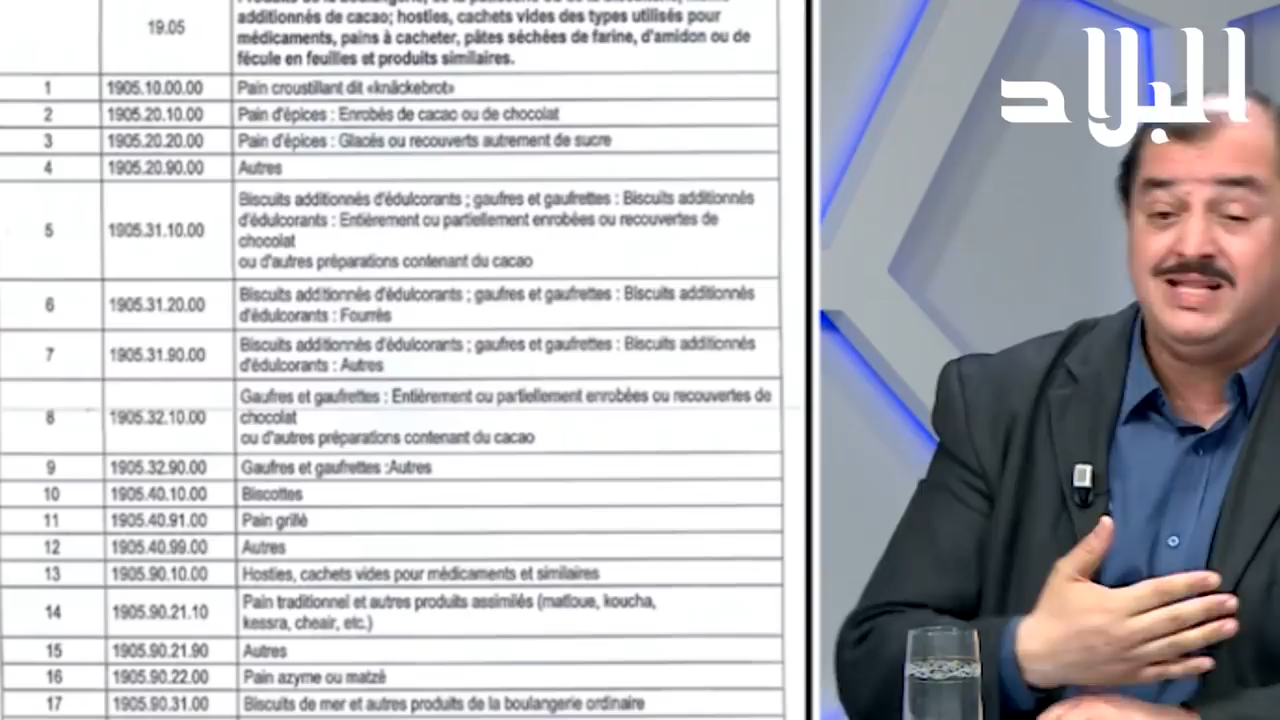 19.05
additionnés de cacao; hosties, cachets vides des types utilisés pour
médicaments, pains à cacheter, pâtes séchées de farine, d'amidon ou de
fécule en feuilles et produits similaires.
1 1905.10.00.00 Pain croustillant dit «knäckebrot»
2 1905.20.10.00 Pain d'épices : Enrobés de cacao ou de chocolat
3 1905.20.20.00 Pain d'épices : Glacés ou recouverts autrement de sucre
4 1905.20.90.00 Autres
5 1905.31.10.00 Biscuits additionnés d'édulcorants ; gaufres et gaufrettes : Biscuits additionnés
d'édulcorants : Entièrement ou partiellement enrobées ou recouvertes de
chocolat
ou d'autres préparations contenant du cacao
6 1905.31.20.00 Biscuits additionnés d'édulcorants ; gaufres et gaufrettes : Biscuits additionnés
d'édulcorants : Fourrés
7 1905.31.90.00 Biscuits additionnés d'édulcorants ; gaufres et gaufrettes : Biscuits additionnés
d'édulcorants : Autres
8 1905.32.10.00 Gaufres et gaufrettes : Entièrement ou partiellement enrobées ou recouvertes de
chocolat
ou d'autres préparations contenant du cacao
9 1905.32.90.00 Gaufres et gaufrettes :Autres
10 1905.40.10.00 Biscottes
11 1905.40.91.00 Pain grillé
12 1905.40.99.00 Autres
13 1905.90.10.00 Hosties, cachets vides pour médicaments et similaires
14 1905.90.21.10 Pain traditionnel et autres produits assimilés (matloue, koucha,
kessra, cheair, etc.)
15 1905.90.21.90 Autres
16 1905.90.22.00 Pain azyme ou matzé
17 1905.90.31.00 Biscuits de mer et autres produits de la boulangerie ordinaire
البلاد